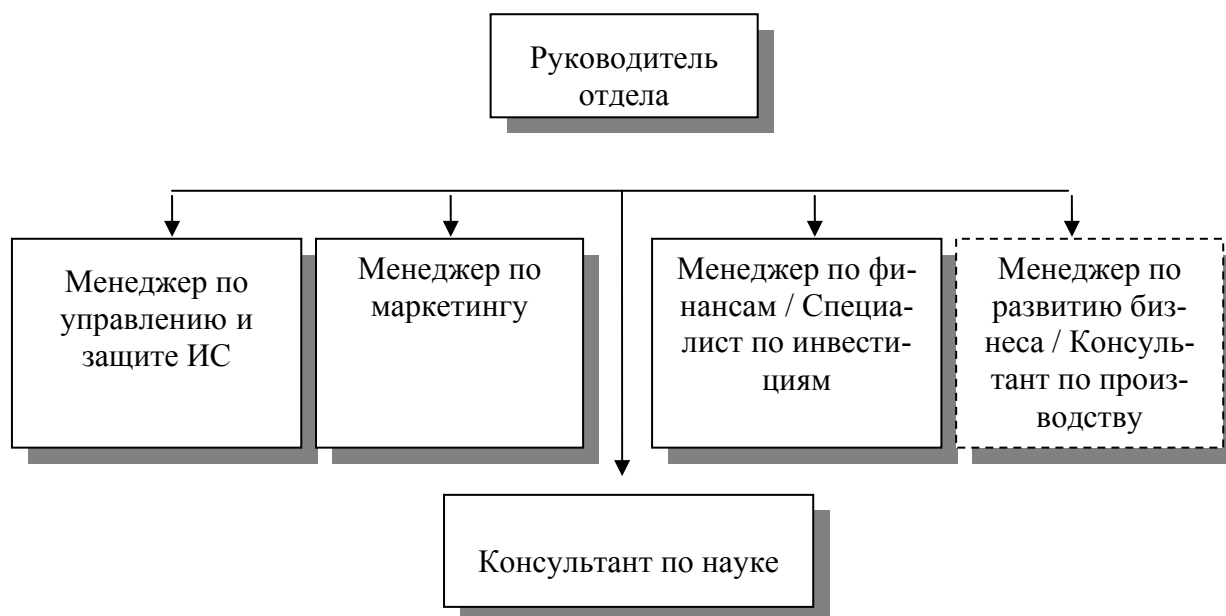 Руководитель
отдела
Менеджер по
управлению и
защите ИС
Менеджер по
маркетингу
Менеджер по фи-
нансам / Специа-
лист по инвести-
циям
Менеджер по
развитию биз-
неса / Консуль-
тант по произ-
водству
Консультант по науке